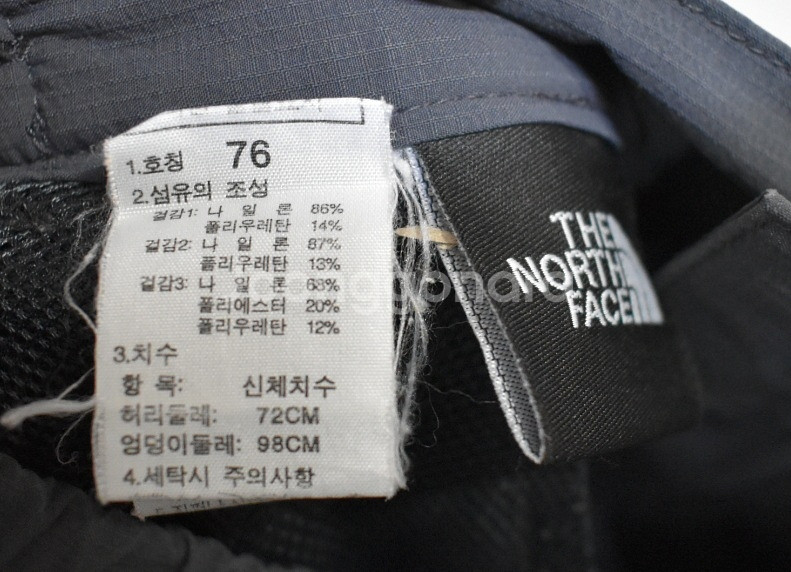 1.호칭 76
2.섬유의 조성
겉감1: 나 일 론 86%
폴리우레탄 14%
겉감2: 나 일 론 87%
폴리우레탄 13%
겉감3: 나 일 론 68%
폴리에스터 20%
폴리우레탄 12%
3.치수
항 목: 신체치수
허리둘레: 72CM
엉덩이둘레: 98CM
4.세탁시 주의사항
THE
NORTH
FACE